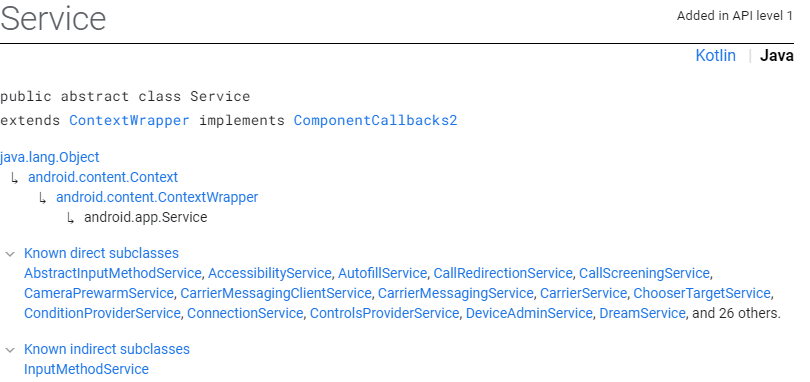 Service
Added in API level 1
Kotlin | Java
public abstract class Service
extends ContextWrapper implements ComponentCallbacks2
java.lang.Object
↳ android.content.Context
↳ android.content.ContextWrapper
↳ android.app.Service
Known direct subclasses
AbstractInputMethodService, AccessibilityService, AutofillService, CallRedirectionService, CallScreeningService,
CameraPrewarmService, CarrierMessagingClientService, CarrierMessagingService, CarrierService, ChooserTargetService,
ConditionProviderService, ConnectionService, ControlsProviderService, DeviceAdminService, DreamService, and 26 others.
Known indirect subclasses
InputMethodService